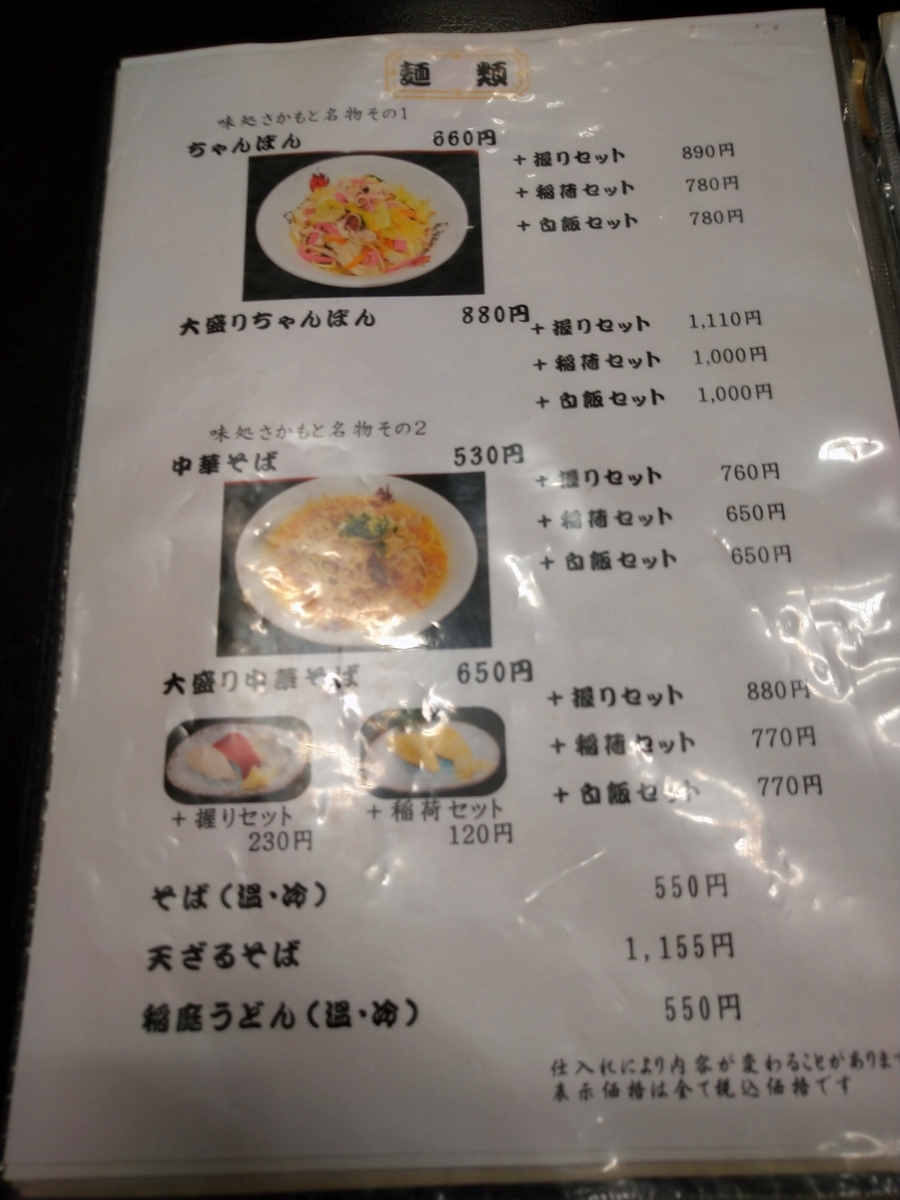 麺 類
味処さかもと名物その1
ちゃんぽん 660円
+握りセット 890円
+稲荷セット 780円
+白飯セット 780円
大盛りちゃんぽん 880円
+握りセット 1,110円
+稲荷セット 1,000円
+白飯セット 1,000円
味処さかもと名物その2
中華そば 530円
+握りセット 760円
+稲荷セット 650円
+白飯セット 650円
大盛り中華そば 650円
+握りセット 880円
+稲荷セット 770円
+白飯セット 770円
+握りセット
230円
+稲荷セット
120円
そば(温・冷) 550円
天ざるそば 1,155円
稲庭うどん(温・冷) 550円
仕入れにより内容が変わることがありま
表示価格は全て税込価格です